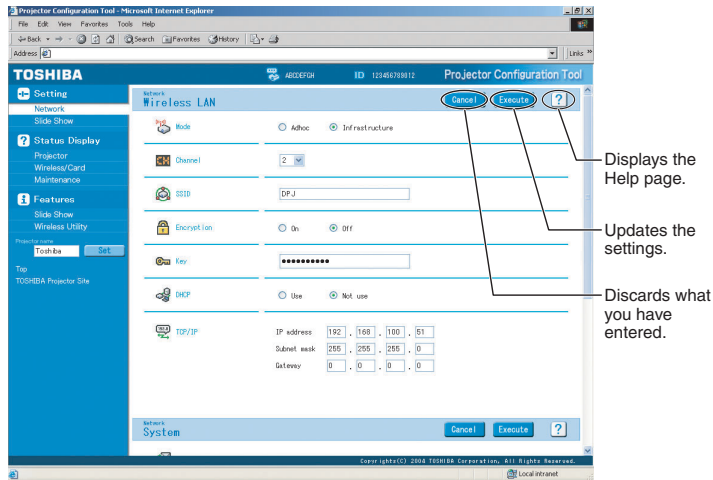 Projector Configuration Tool - Microsoft Internet Explorer
File Edit View Favorites Tools Help
Back Search Favorites History
Address Links »
TOSHIBA ABCDEFGH ID 123456789012 Projector Configuration Tool
Setting
Network
Slide Show
Status Display
Projector
Wireless/Card
Maintenance
Features
Slide Show
Wireless Utility
Projector name
Toshiba Set
Top
TOSHIBA Projector Site
Network
Wireless LAN Cancel Execute ?
Mode Adhoc Infrastructure
CH Channel 2
SSID DPJ
Encryption On Off
Key ••••••••••
DHCP Use Not use
TCP/IP IP address 192 . 168 . 100 . 51
Subnet mask 255 . 255 . 255 . 0
Gateway 0 . 0 . 0 . 0
Network
System Cancel Execute ?
Copyrights(C) 2004 TOSHIBA Corporation, All Rights Reserved.
Local intranet
Displays the
Help page.
Updates the
settings.
Discards what
you have
entered.